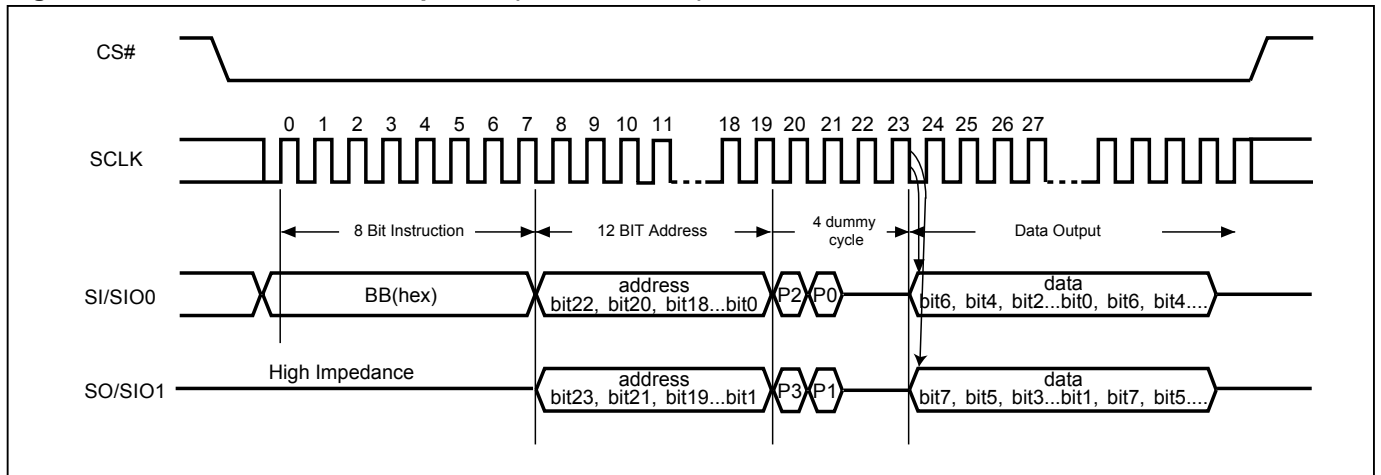 CS#
0 1 2 3 4 5 6 7 8 9 10 11 18 19 20 21 22 23 24 25 26 27
SCLK
8 Bit Instruction
12 BIT Address
4 dummy
cycle
Data Output
SI/SIO0
BB(hex)
address
bit22, bit20, bit18...bit0
P2
P0
data
bit6, bit4, bit2...bit0, bit6, bit4....
High Impedance
SO/SIO1
address
bit23, bit21, bit19...bit1
P3
P1
data
bit7, bit5, bit3...bit1, bit7, bit5....